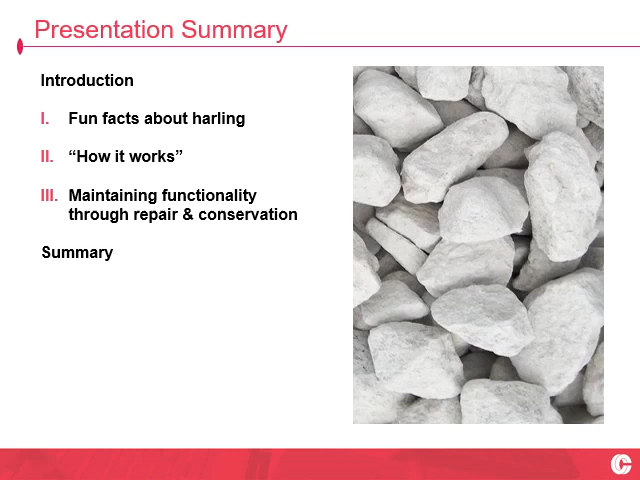 Presentation Summary
Introduction
I. Fun facts about harling
II. “How it works”
III. Maintaining functionality
through repair & conservation
Summary